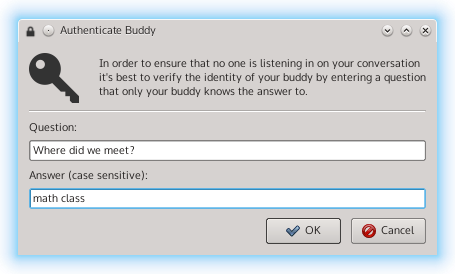 Authenticate Buddy
In order to ensure that no one is listening in on your conversation
it's best to verify the identity of your buddy by entering a question
that only your buddy knows the answer to.
Question:
Where did we meet?
Answer (case sensitive):
math class
OK
Cancel